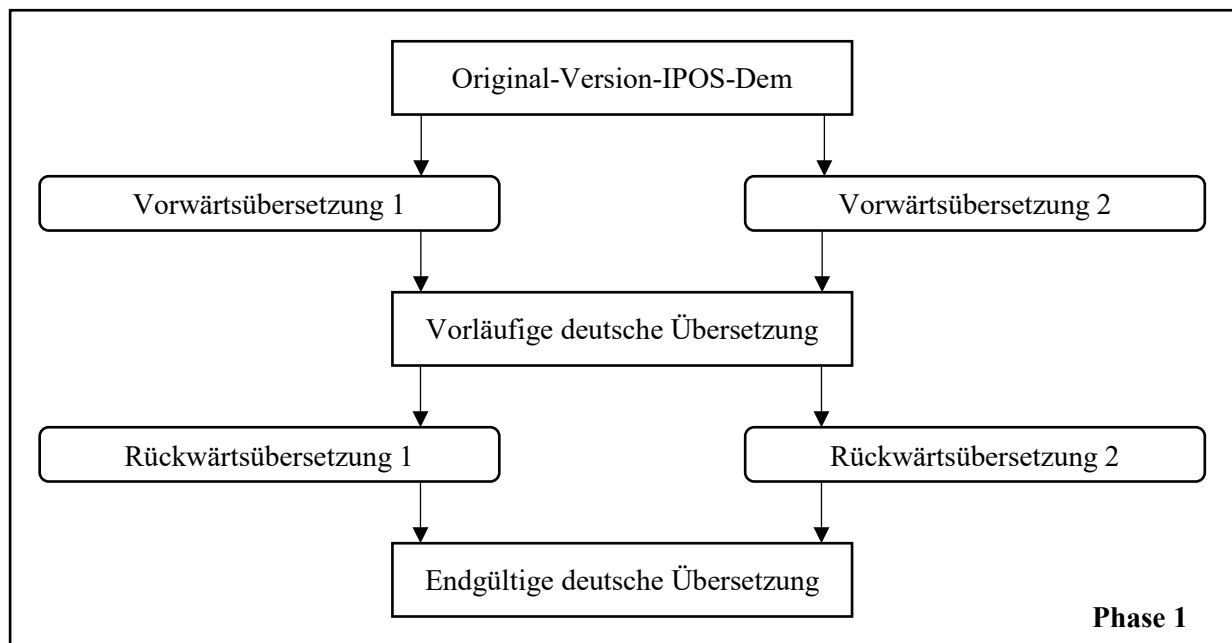 Original-Version-IPOS-Dem
Vorwärtsübersetzung 1
Vorwärtsübersetzung 2
Vorläufige deutsche Übersetzung
Rückwärtsübersetzung 1
Rückwärtsübersetzung 2
Endgültige deutsche Übersetzung
Phase 1